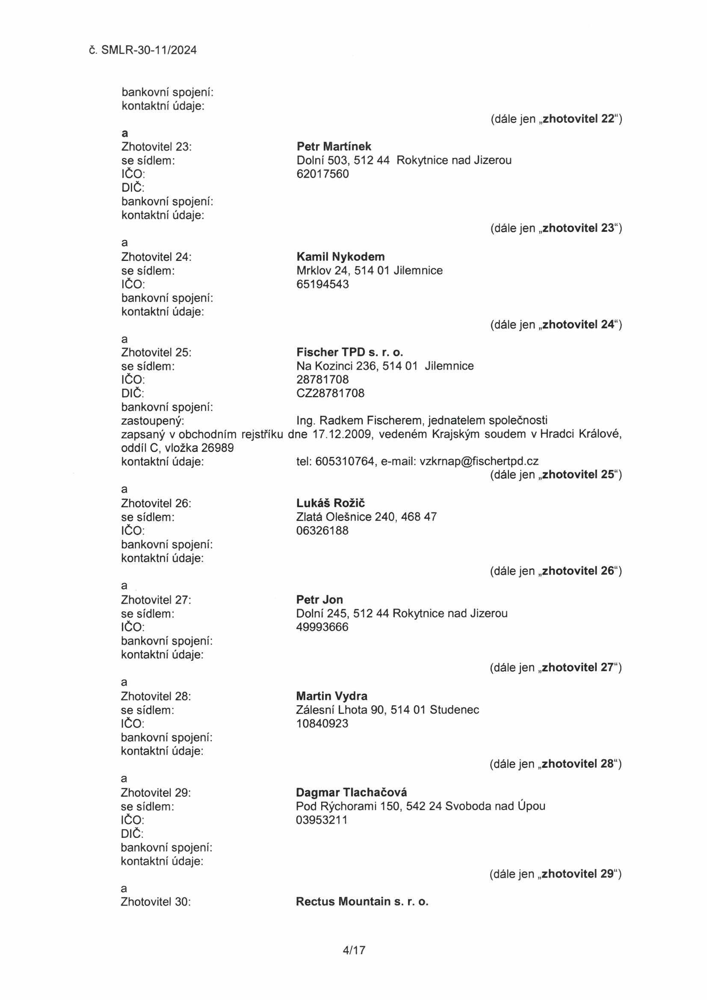 č. SMLR-30-11/2024
bankovní spojení:
kontaktní údaje:
(dále jen „zhotovitel 22“)
a
Zhotovitel 23: Petr Martínek
se sídlem: Dolní 503, 512 44 Rokytnice nad Jizerou
IČO: 62017560
DIČ:
bankovní spojení:
kontaktní údaje:
(dále jen „zhotovitel 23“)
a
Zhotovitel 24: Kamil Nykodem
se sídlem: Mrklov 24, 514 01 Jilemnice
IČO: 65194543
bankovní spojení:
kontaktní údaje:
(dále jen „zhotovitel 24“)
a
Zhotovitel 25: Fischer TPD s. r. o.
se sídlem: Na Kozinci 236, 514 01 Jilemnice
IČO: 28781708
DIČ: CZ28781708
bankovní spojení:
zastoupený: Ing. Radkem Fischerem, jednatelem společnosti
zapsaný v obchodním rejstříku dne 17.12.2009, vedeném Krajským soudem v Hradci Králové,
oddíl C, vložka 26989
kontaktní údaje: tel: 605310764, e-mail: vzkrnap@fischertpd.cz
(dále jen „zhotovitel 25“)
a
Zhotovitel 26: Lukáš Rožič
se sídlem: Zlatá Olešnice 240, 468 47
IČO: 06326188
bankovní spojení:
kontaktní údaje:
(dále jen „zhotovitel 26“)
a
Zhotovitel 27: Petr Jon
se sídlem: Dolní 245, 512 44 Rokytnice nad Jizerou
IČO: 49993666
bankovní spojení:
kontaktní údaje:
(dále jen „zhotovitel 27“)
a
Zhotovitel 28: Martin Vydra
se sídlem: Zálesní Lhota 90, 514 01 Studenec
IČO: 10840923
bankovní spojení:
kontaktní údaje:
(dále jen „zhotovitel 28“)
a
Zhotovitel 29: Dagmar Tlachačová
se sídlem: Pod Rýchorami 150, 542 24 Svoboda nad Úpou
IČO: 03953211
DIČ:
bankovní spojení:
kontaktní údaje:
(dále jen „zhotovitel 29“)
a
Zhotovitel 30: Rectus Mountain s. r. o.
4/17